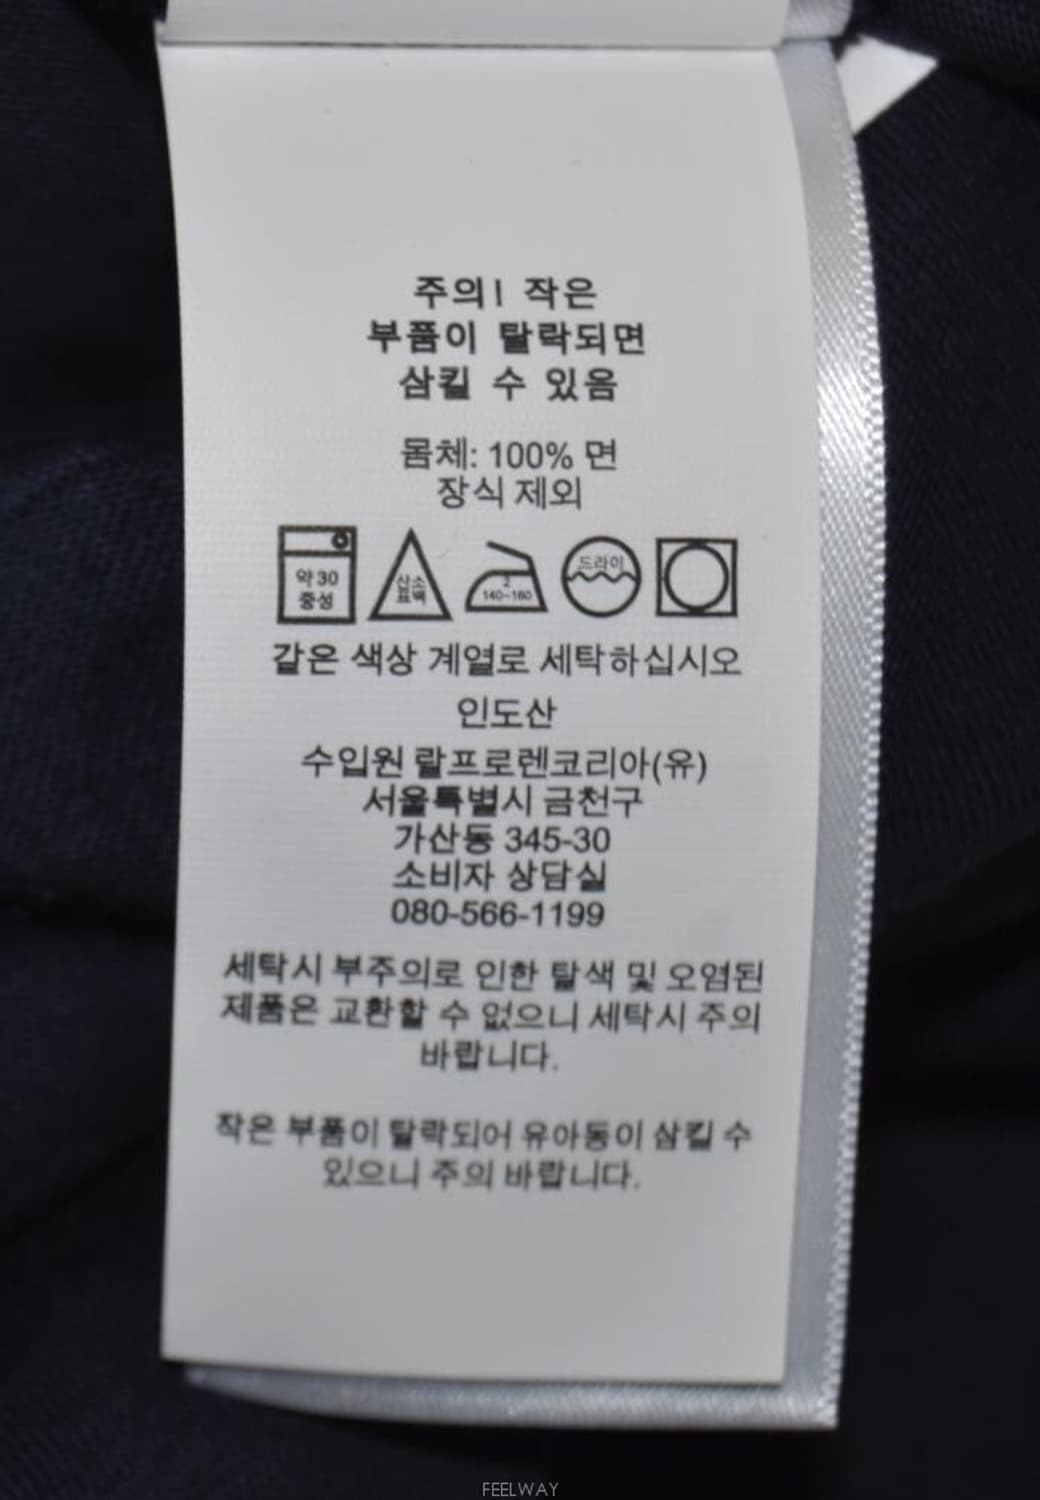 주의! 작은
부품이 탈락되면
삼킬 수 있음
몸체: 100% 면
장식 제외
약 30
중성
산소
표백
2
140~160
드라이
같은 색상 계열로 세탁하십시오
인도산
수입원 랄프로렌코리아(유)
서울특별시 금천구
가산동 345-30
소비자 상담실
080-566-1199
세탁시 부주의로 인한 탈색 및 오염된
제품은 교환할 수 없으니 세탁시 주의
바랍니다.
작은 부품이 탈락되어 유아동이 삼킬 수
있으니 주의 바랍니다.
FEELWAY